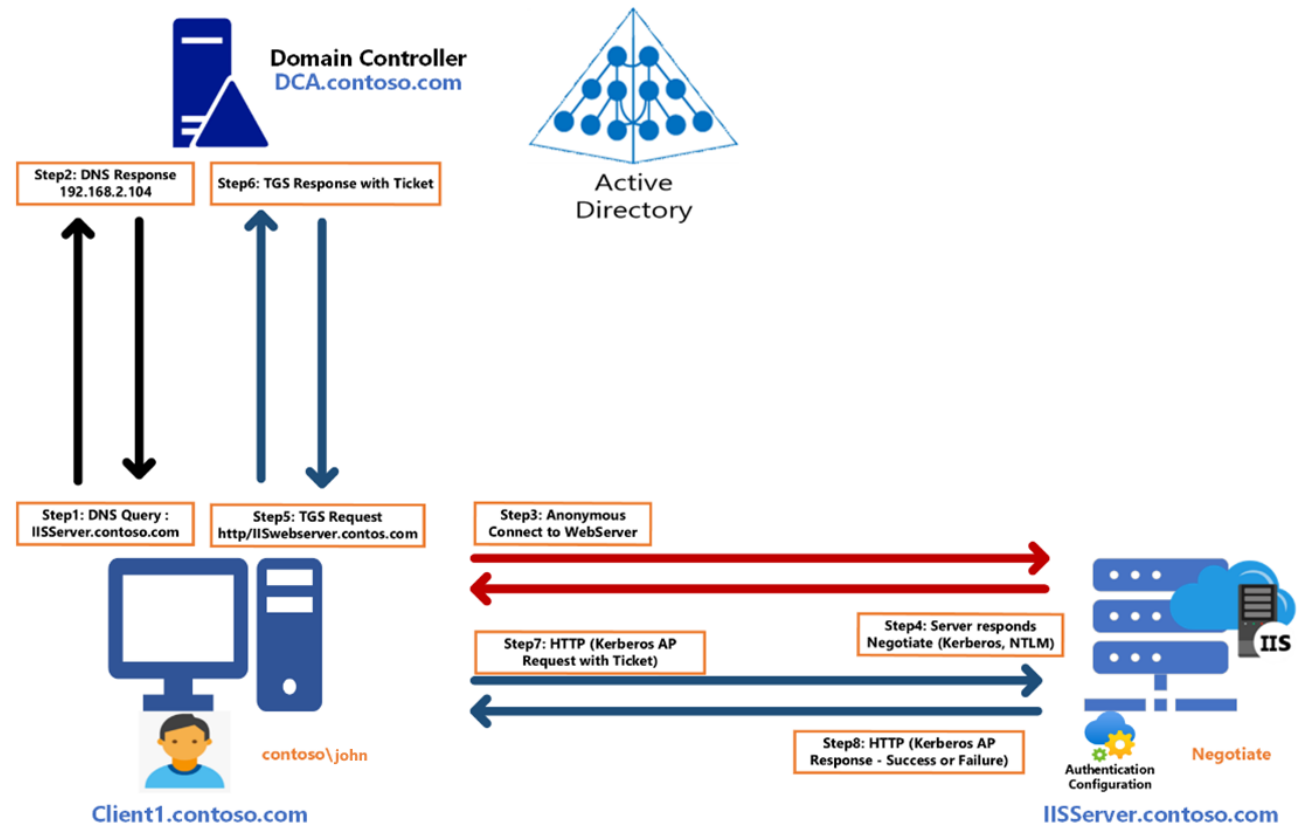 Domain Controller
DCA.contoso.com
Active
Directory
Step2: DNS Response
192.168.2.104
Step6: TGS Response with Ticket
Step1: DNS Query :
IISServer.contoso.com
Step5: TGS Request
http/IISwebserver.contos.com
Step3: Anonymous
Connect to WebServer
Step4: Server responds
Negotiate (Kerberos, NTLM)
IIS
Step7: HTTP (Kerberos AP
Request with Ticket)
Step8: HTTP (Kerberos AP
Response - Success or Failure)
contoso\john
Client1.contoso.com
Authentication
Configuration
Negotiate
IISServer.contoso.com